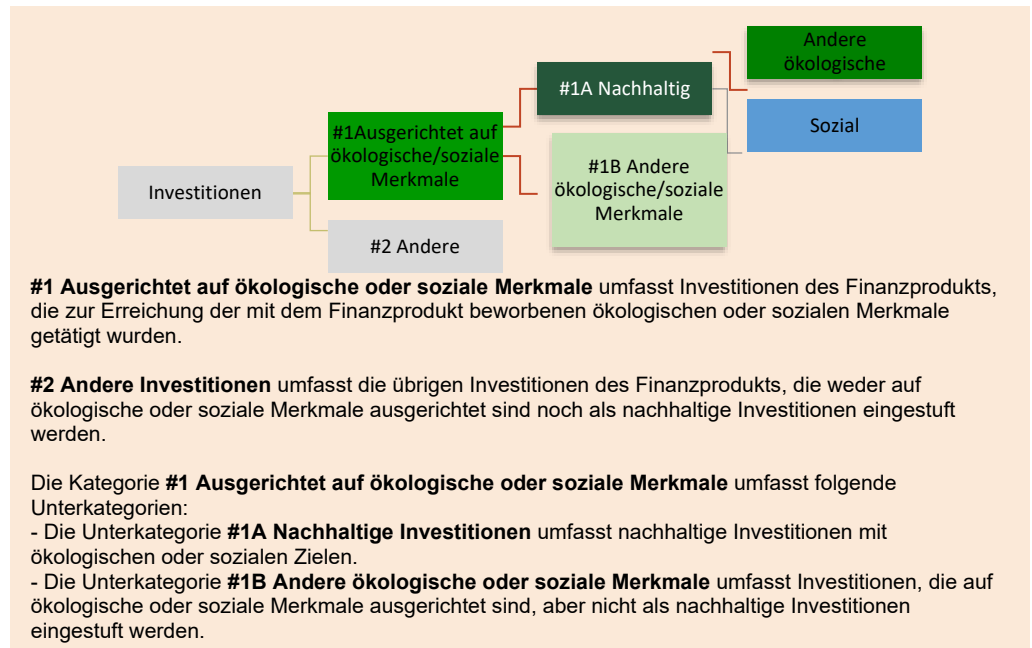 Andere
ökologische
#1A Nachhaltig
Sozial
#1Ausgerichtet auf
ökologische/soziale
Merkmale
#1B Andere
ökologische/soziale
Merkmale
Investitionen
#2 Andere
#1 Ausgerichtet auf ökologische oder soziale Merkmale umfasst Investitionen des Finanzprodukts,
die zur Erreichung der mit dem Finanzprodukt beworbenen ökologischen oder sozialen Merkmale
getätigt wurden.
#2 Andere Investitionen umfasst die übrigen Investitionen des Finanzprodukts, die weder auf
ökologische oder soziale Merkmale ausgerichtet sind noch als nachhaltige Investitionen eingestuft
werden.
Die Kategorie #1 Ausgerichtet auf ökologische oder soziale Merkmale umfasst folgende
Unterkategorien:
- Die Unterkategorie #1A Nachhaltige Investitionen umfasst nachhaltige Investitionen mit
ökologischen oder sozialen Zielen.
- Die Unterkategorie #1B Andere ökologische oder soziale Merkmale umfasst Investitionen, die auf
ökologische oder soziale Merkmale ausgerichtet sind, aber nicht als nachhaltige Investitionen
eingestuft werden.